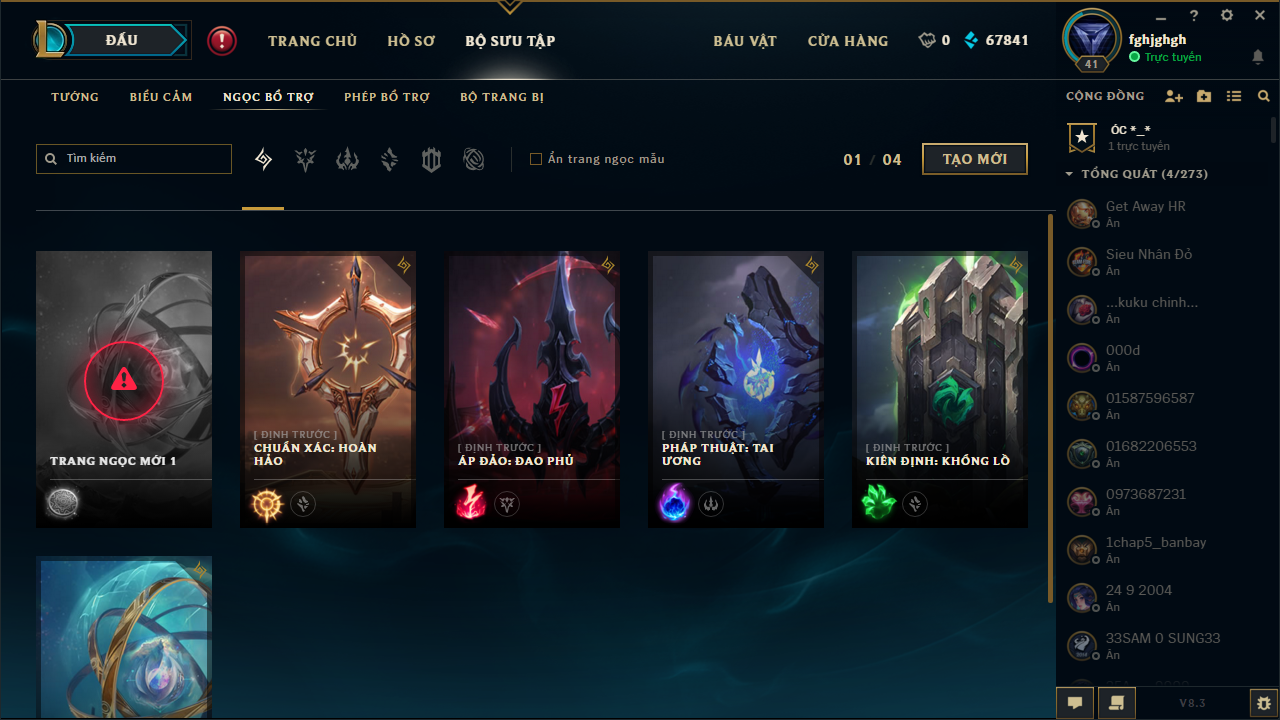 ĐẤU
TRANG CHỦ
HỒ SƠ
BỘ SƯU TẬP
BÁU VẬT
CỬA HÀNG
0
67841
41
fghjghgh
Trực tuyến
TƯỚNG
BIỂU CẢM
NGỌC BỔ TRỢ
PHÉP BỔ TRỢ
BỘ TRANG BỊ
Tìm kiếm
Ẩn trang ngọc mẫu
01 / 04
TẠO MỚI
TRANG NGỌC MỚI 1
[ ĐỊNH TRƯỚC ]
CHUẨN XÁC: HOÀN
HẢO
[ ĐỊNH TRƯỚC ]
ÁP ĐẢO: ĐAO PHỦ
[ ĐỊNH TRƯỚC ]
PHÁP THUẬT: TAI
ƯƠNG
[ ĐỊNH TRƯỚC ]
KIÊN ĐỊNH: KHỔNG LỒ
CỘNG ĐỒNG
ÓC *_*
1 trực tuyến
TỔNG QUÁT (4/273)
Get Away HR
Ẩn
Sieu Nhân Đỏ
Ẩn
...kuku chinh...
Ẩn
000d
Ẩn
01587596587
Ẩn
01682206553
Ẩn
0973687231
Ẩn
1chap5_banbay
Ẩn
24 9 2004
Ẩn
33SAM 0 SUNG33
Ẩn
V8.3